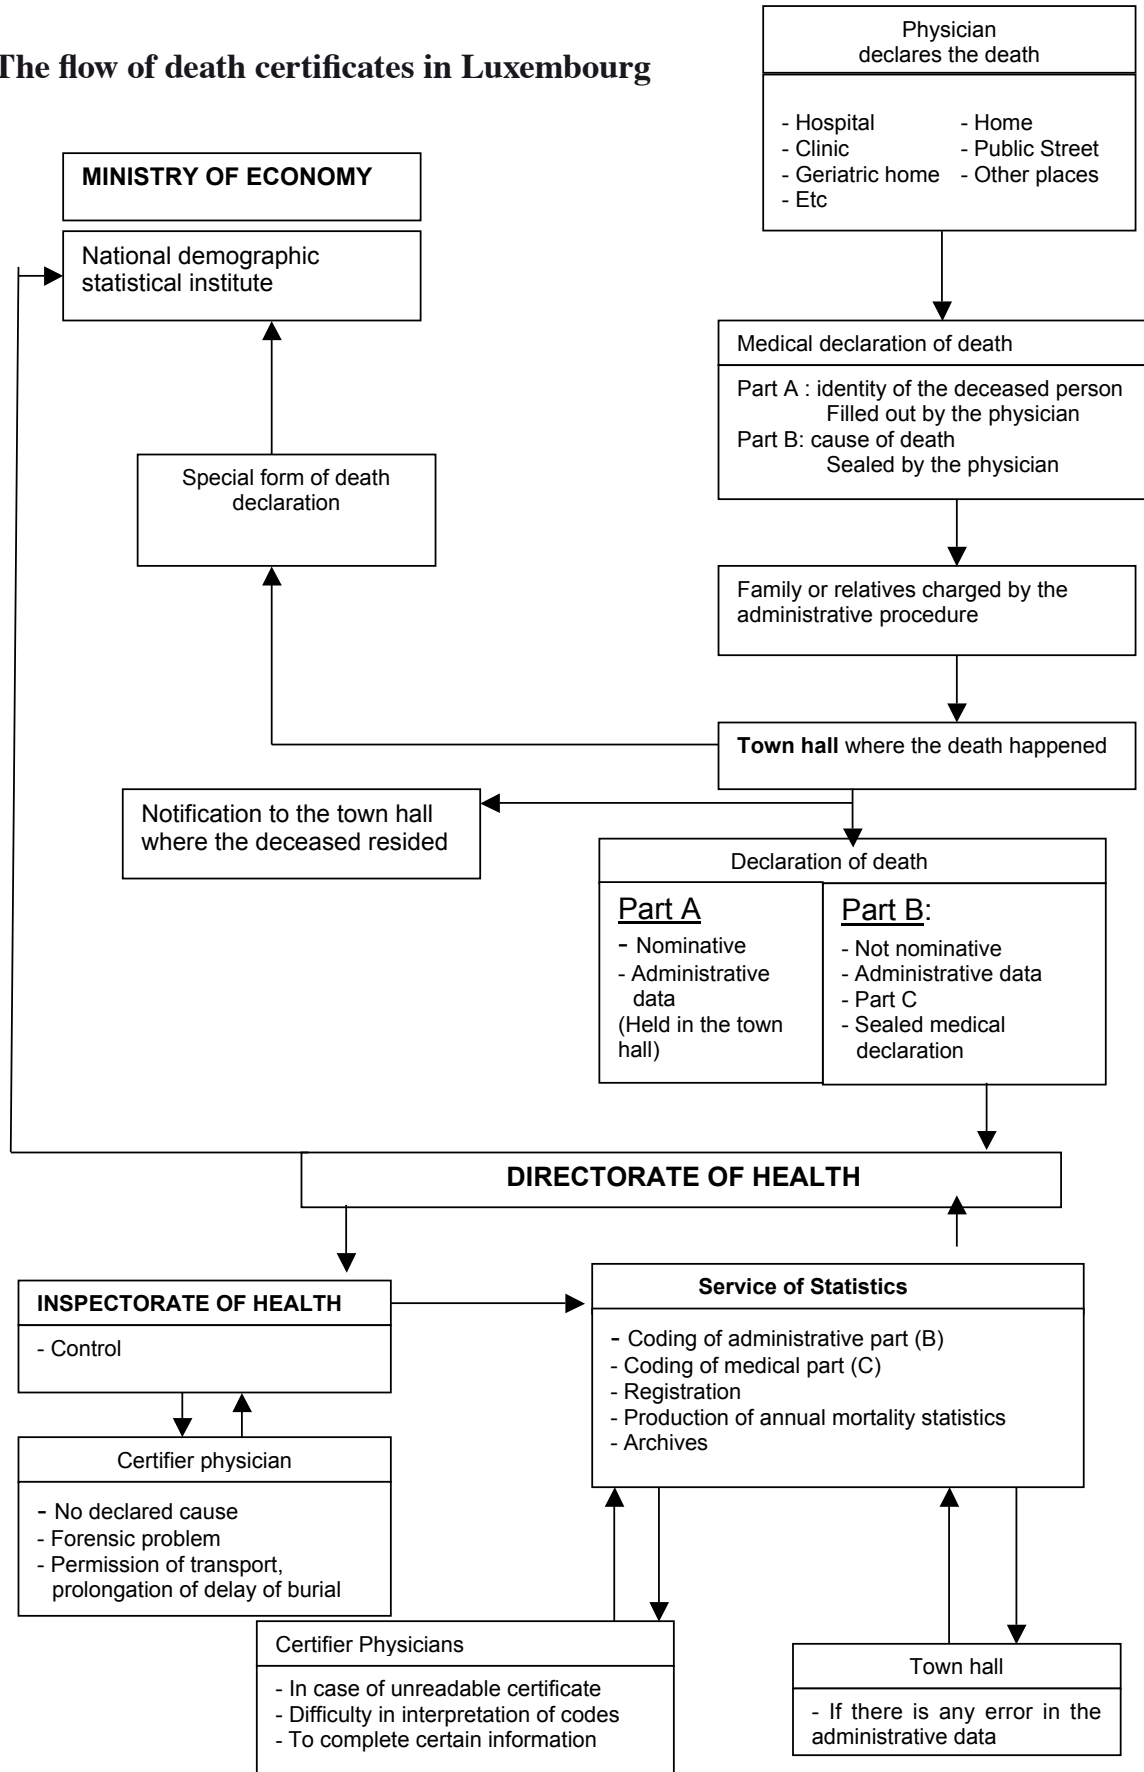 The flow of death certificates in Luxembourg
Physician
declares the death
- Hospital
- Clinic
- Geriatric home
- Etc
- Home
- Public Street
- Other places
MINISTRY OF ECONOMY
National demographic
statistical institute
Medical declaration of death
Part A : identity of the deceased person
Filled out by the physician
Part B: cause of death
Sealed by the physician
Special form of death
declaration
Family or relatives charged by the
administrative procedure
Town hall where the death happened
Notification to the town hall
where the deceased resided
Declaration of death
Part A
- Nominative
- Administrative
data
(Held in the town
hall)
Part B:
- Not nominative
- Administrative data
- Part C
- Sealed medical
declaration
DIRECTORATE OF HEALTH
INSPECTORATE OF HEALTH
- Control
Service of Statistics
- Coding of administrative part (B)
- Coding of medical part (C)
- Registration
- Production of annual mortality statistics
- Archives
Certifier physician
- No declared cause
- Forensic problem
- Permission of transport,
prolongation of delay of burial
Certifier Physicians
- In case of unreadable certificate
- Difficulty in interpretation of codes
- To complete certain information
Town hall
- If there is any error in the
administrative data